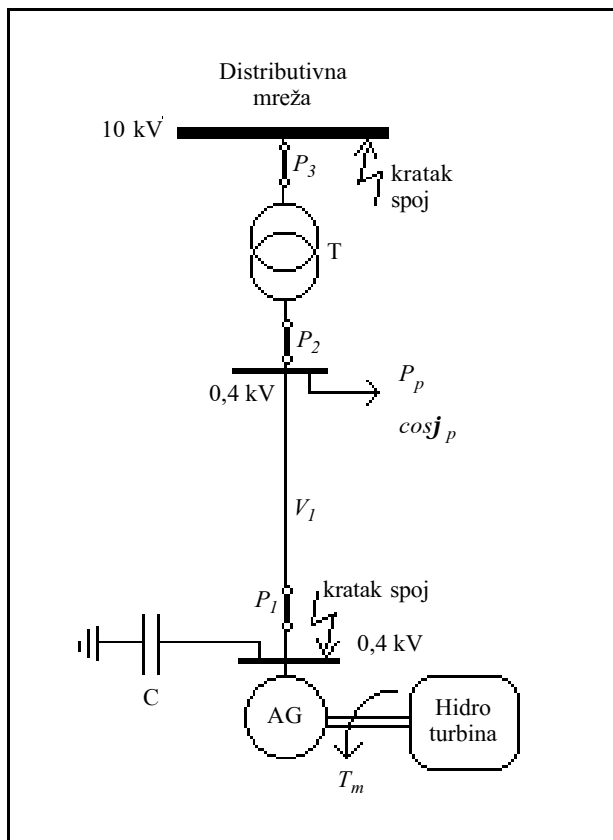 Distributivna
mreža
10 kV
P3
kratak
spoj
T
P2
0,4 kV
Pp
cosjp
V1
P1
kratak spoj
0,4 kV
C
AG
Hidro
turbina
Tm